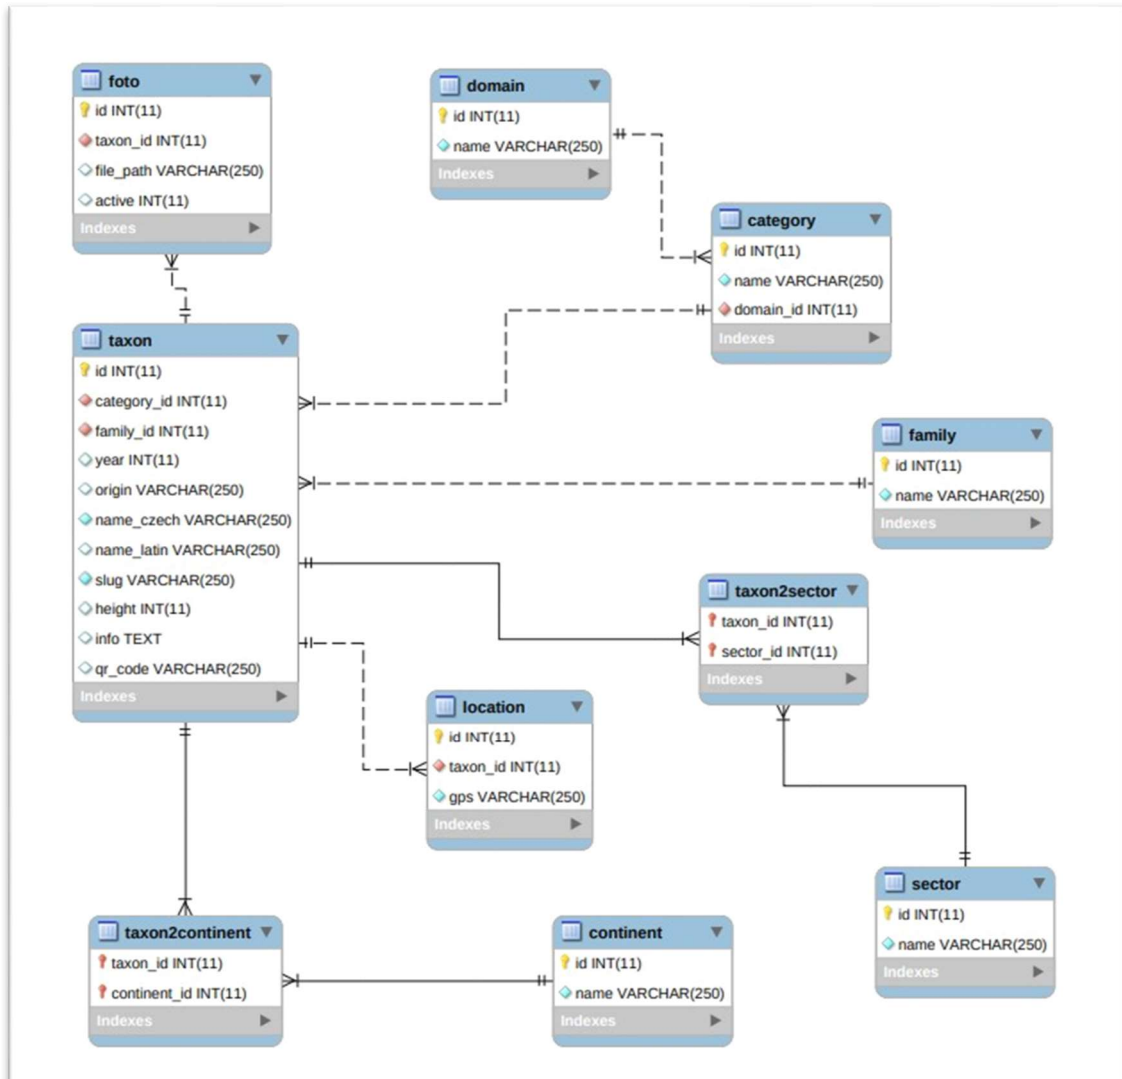 foto
id INT(11)
taxon_id INT(11)
file_path VARCHAR(250)
active INT(11)
Indexes
domain
id INT(11)
name VARCHAR(250)
Indexes
category
id INT(11)
name VARCHAR(250)
domain_id INT(11)
Indexes
taxon
id INT(11)
category_id INT(11)
family_id INT(11)
year INT(11)
origin VARCHAR(250)
name_czech VARCHAR(250)
name_latin VARCHAR(250)
slug VARCHAR(250)
height INT(11)
info TEXT
qr_code VARCHAR(250)
Indexes
family
id INT(11)
name VARCHAR(250)
Indexes
taxon2sector
taxon_id INT(11)
sector_id INT(11)
Indexes
location
id INT(11)
taxon_id INT(11)
gps VARCHAR(250)
Indexes
sector
id INT(11)
name VARCHAR(250)
Indexes
taxon2continent
taxon_id INT(11)
continent_id INT(11)
Indexes
continent
id INT(11)
name VARCHAR(250)
Indexes